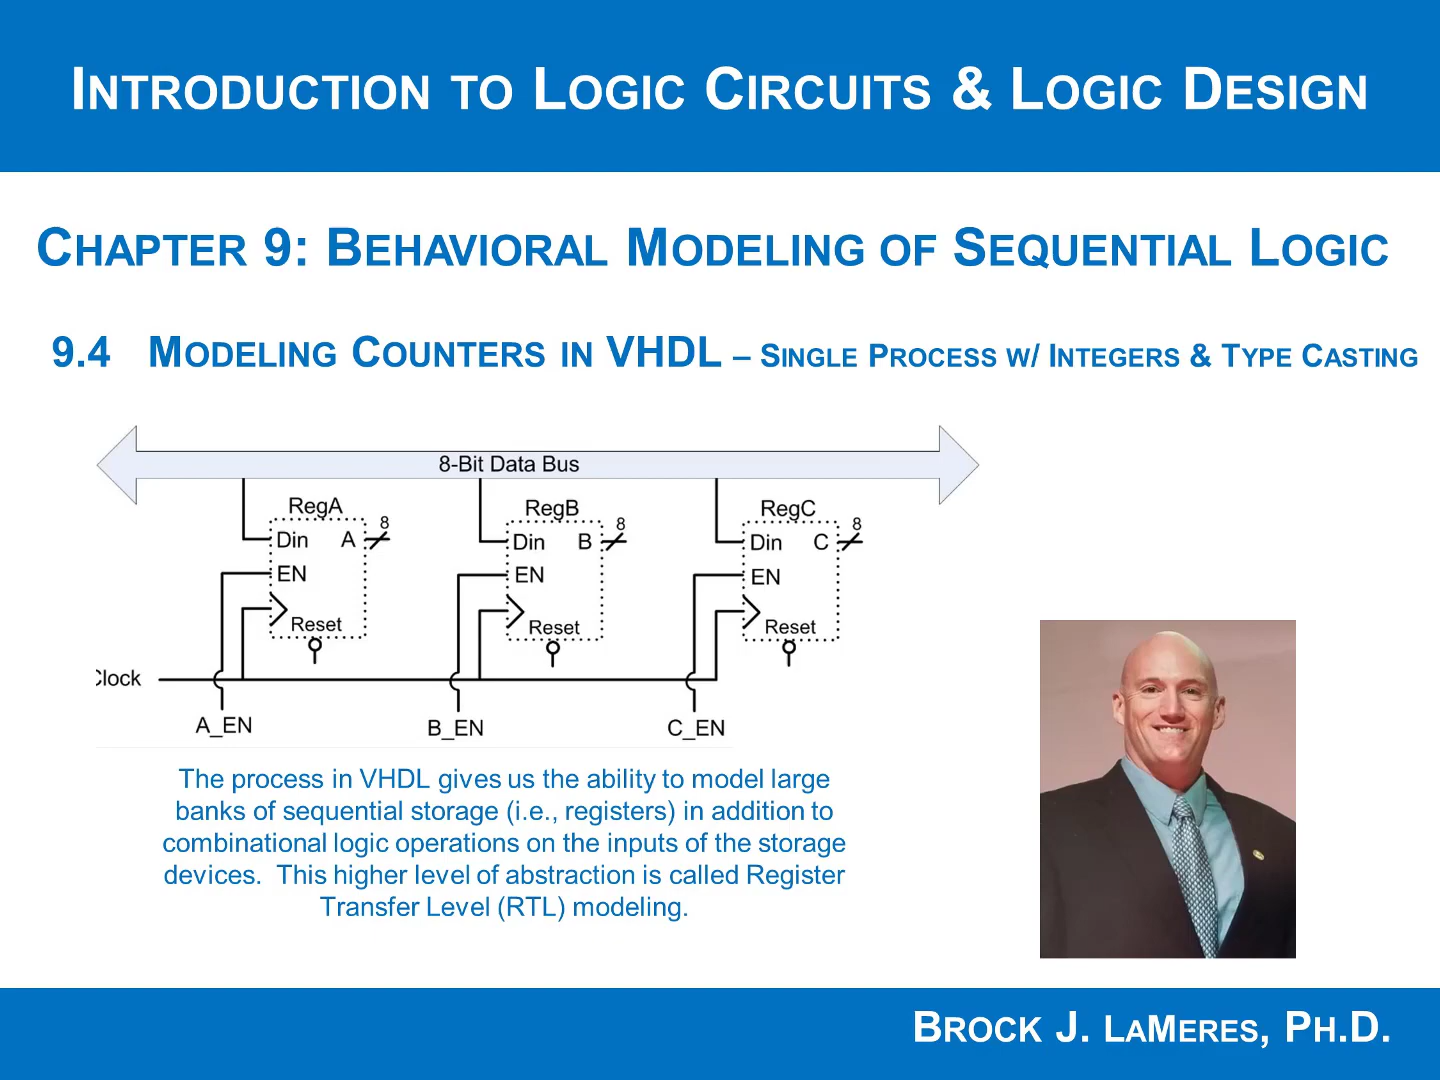 INTRODUCTION TO LOGIC CIRCUITS & LOGIC DESIGN
CHAPTER 9: BEHAVIORAL MODELING OF SEQUENTIAL LOGIC
9.4 MODELING COUNTERS IN VHDL – SINGLE PROCESS W/ INTEGERS & TYPE CASTING
8-Bit Data Bus
RegA
Din A 8
EN
Reset
RegB
Din B 8
EN
Reset
RegC
Din C 8
EN
Reset
lock
A_EN
B_EN
C_EN
The process in VHDL gives us the ability to model large
banks of sequential storage (i.e., registers) in addition to
combinational logic operations on the inputs of the storage
devices. This higher level of abstraction is called Register
Transfer Level (RTL) modeling.
BROCK J. LAMERES, PH.D.